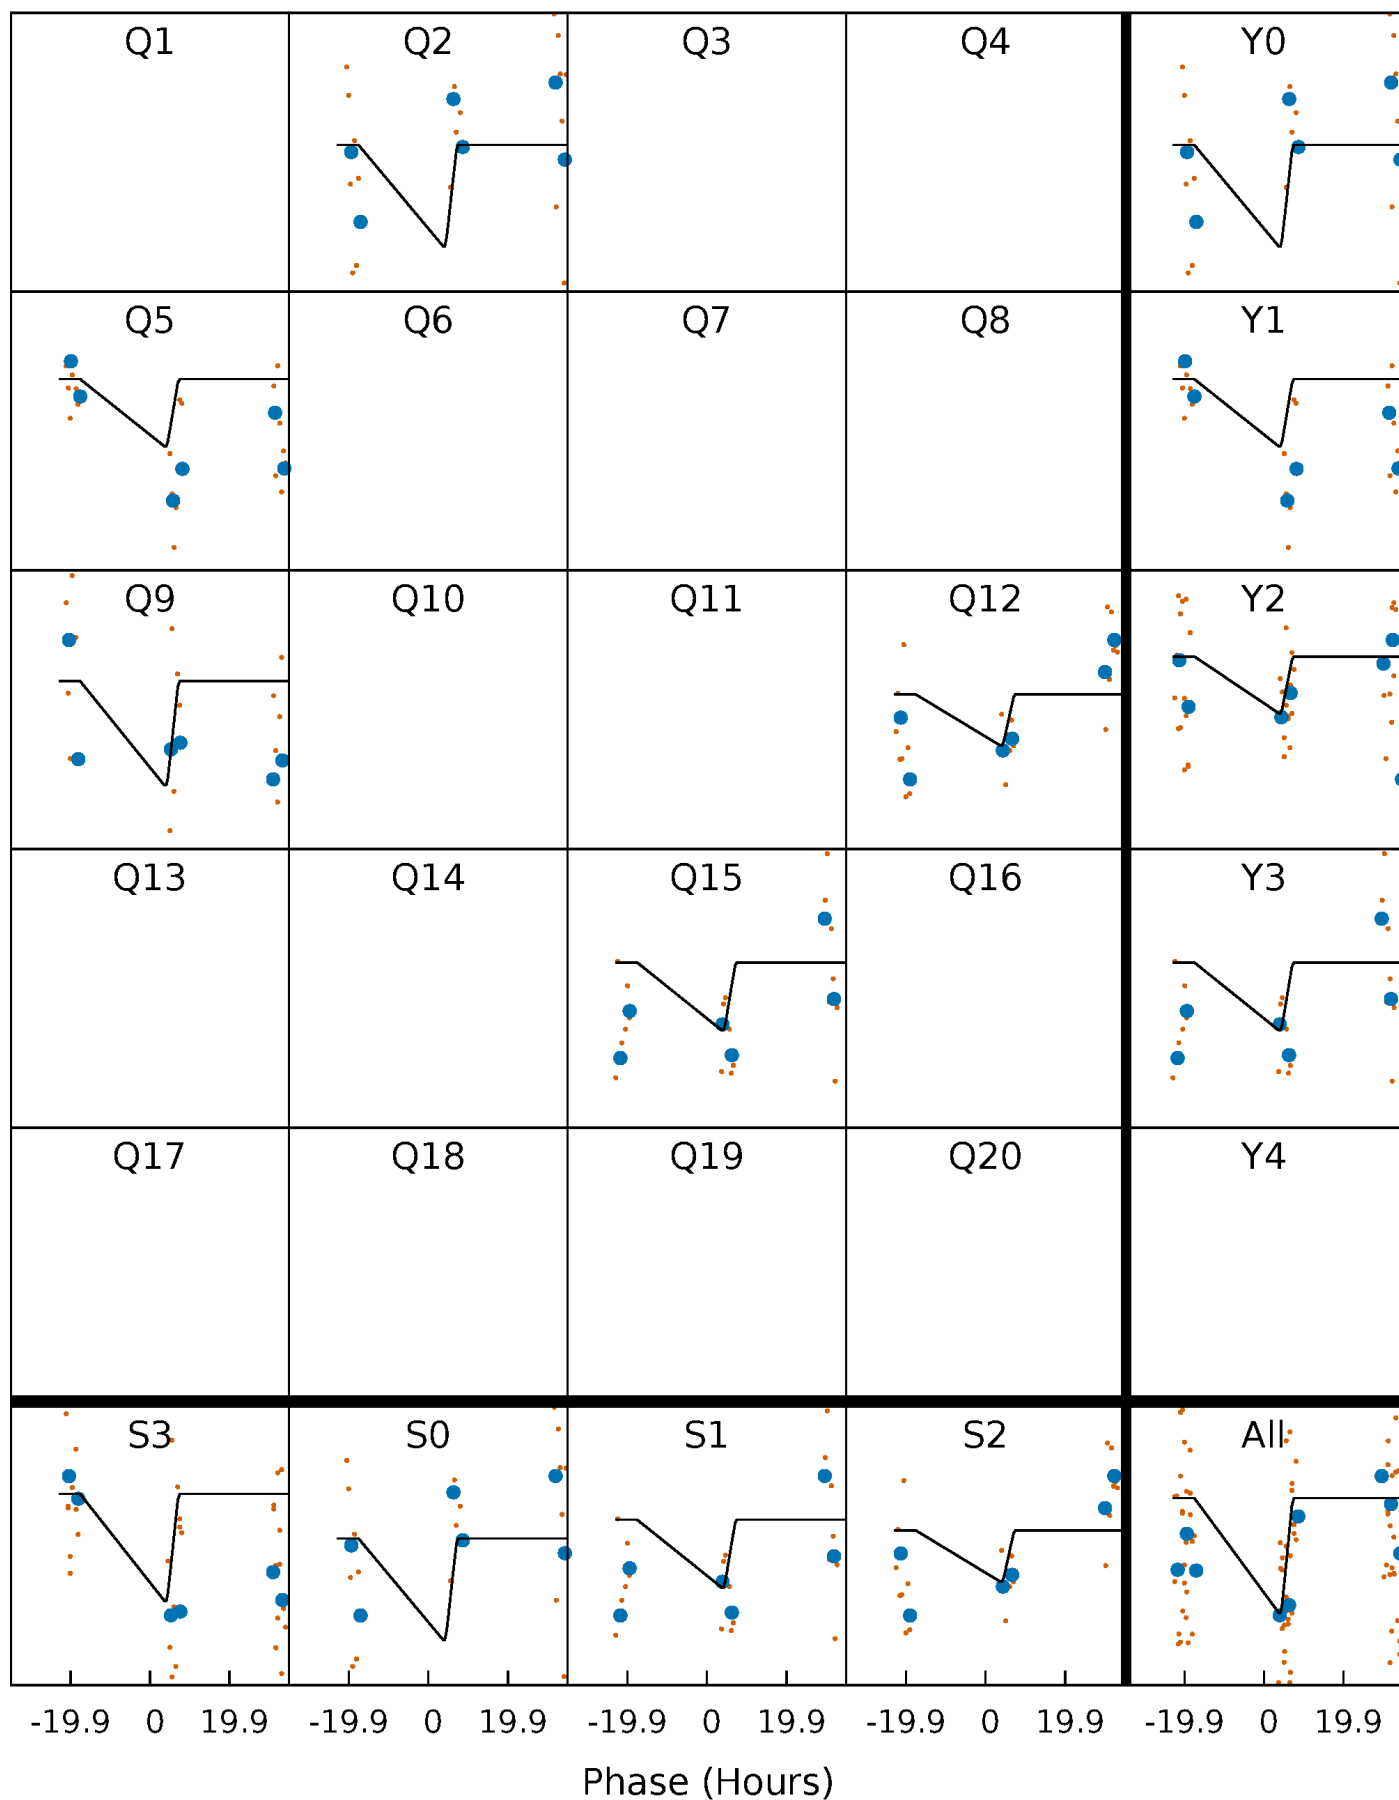 Q1 Q2 Q3 Q4 Y0
Q5 Q6 Q7 Q8 Y1
Q9 Q10 Q11 Q12 Y2
Q13 Q14 Q15 Q16 Y3
Q17 Q18 Q19 Q20 Y4
S3 S0 S1 S2 All
-19.9 0 19.9 -19.9 0 19.9 -19.9 0 19.9 -19.9 0 19.9 -19.9 0 19.9
Phase (Hours)